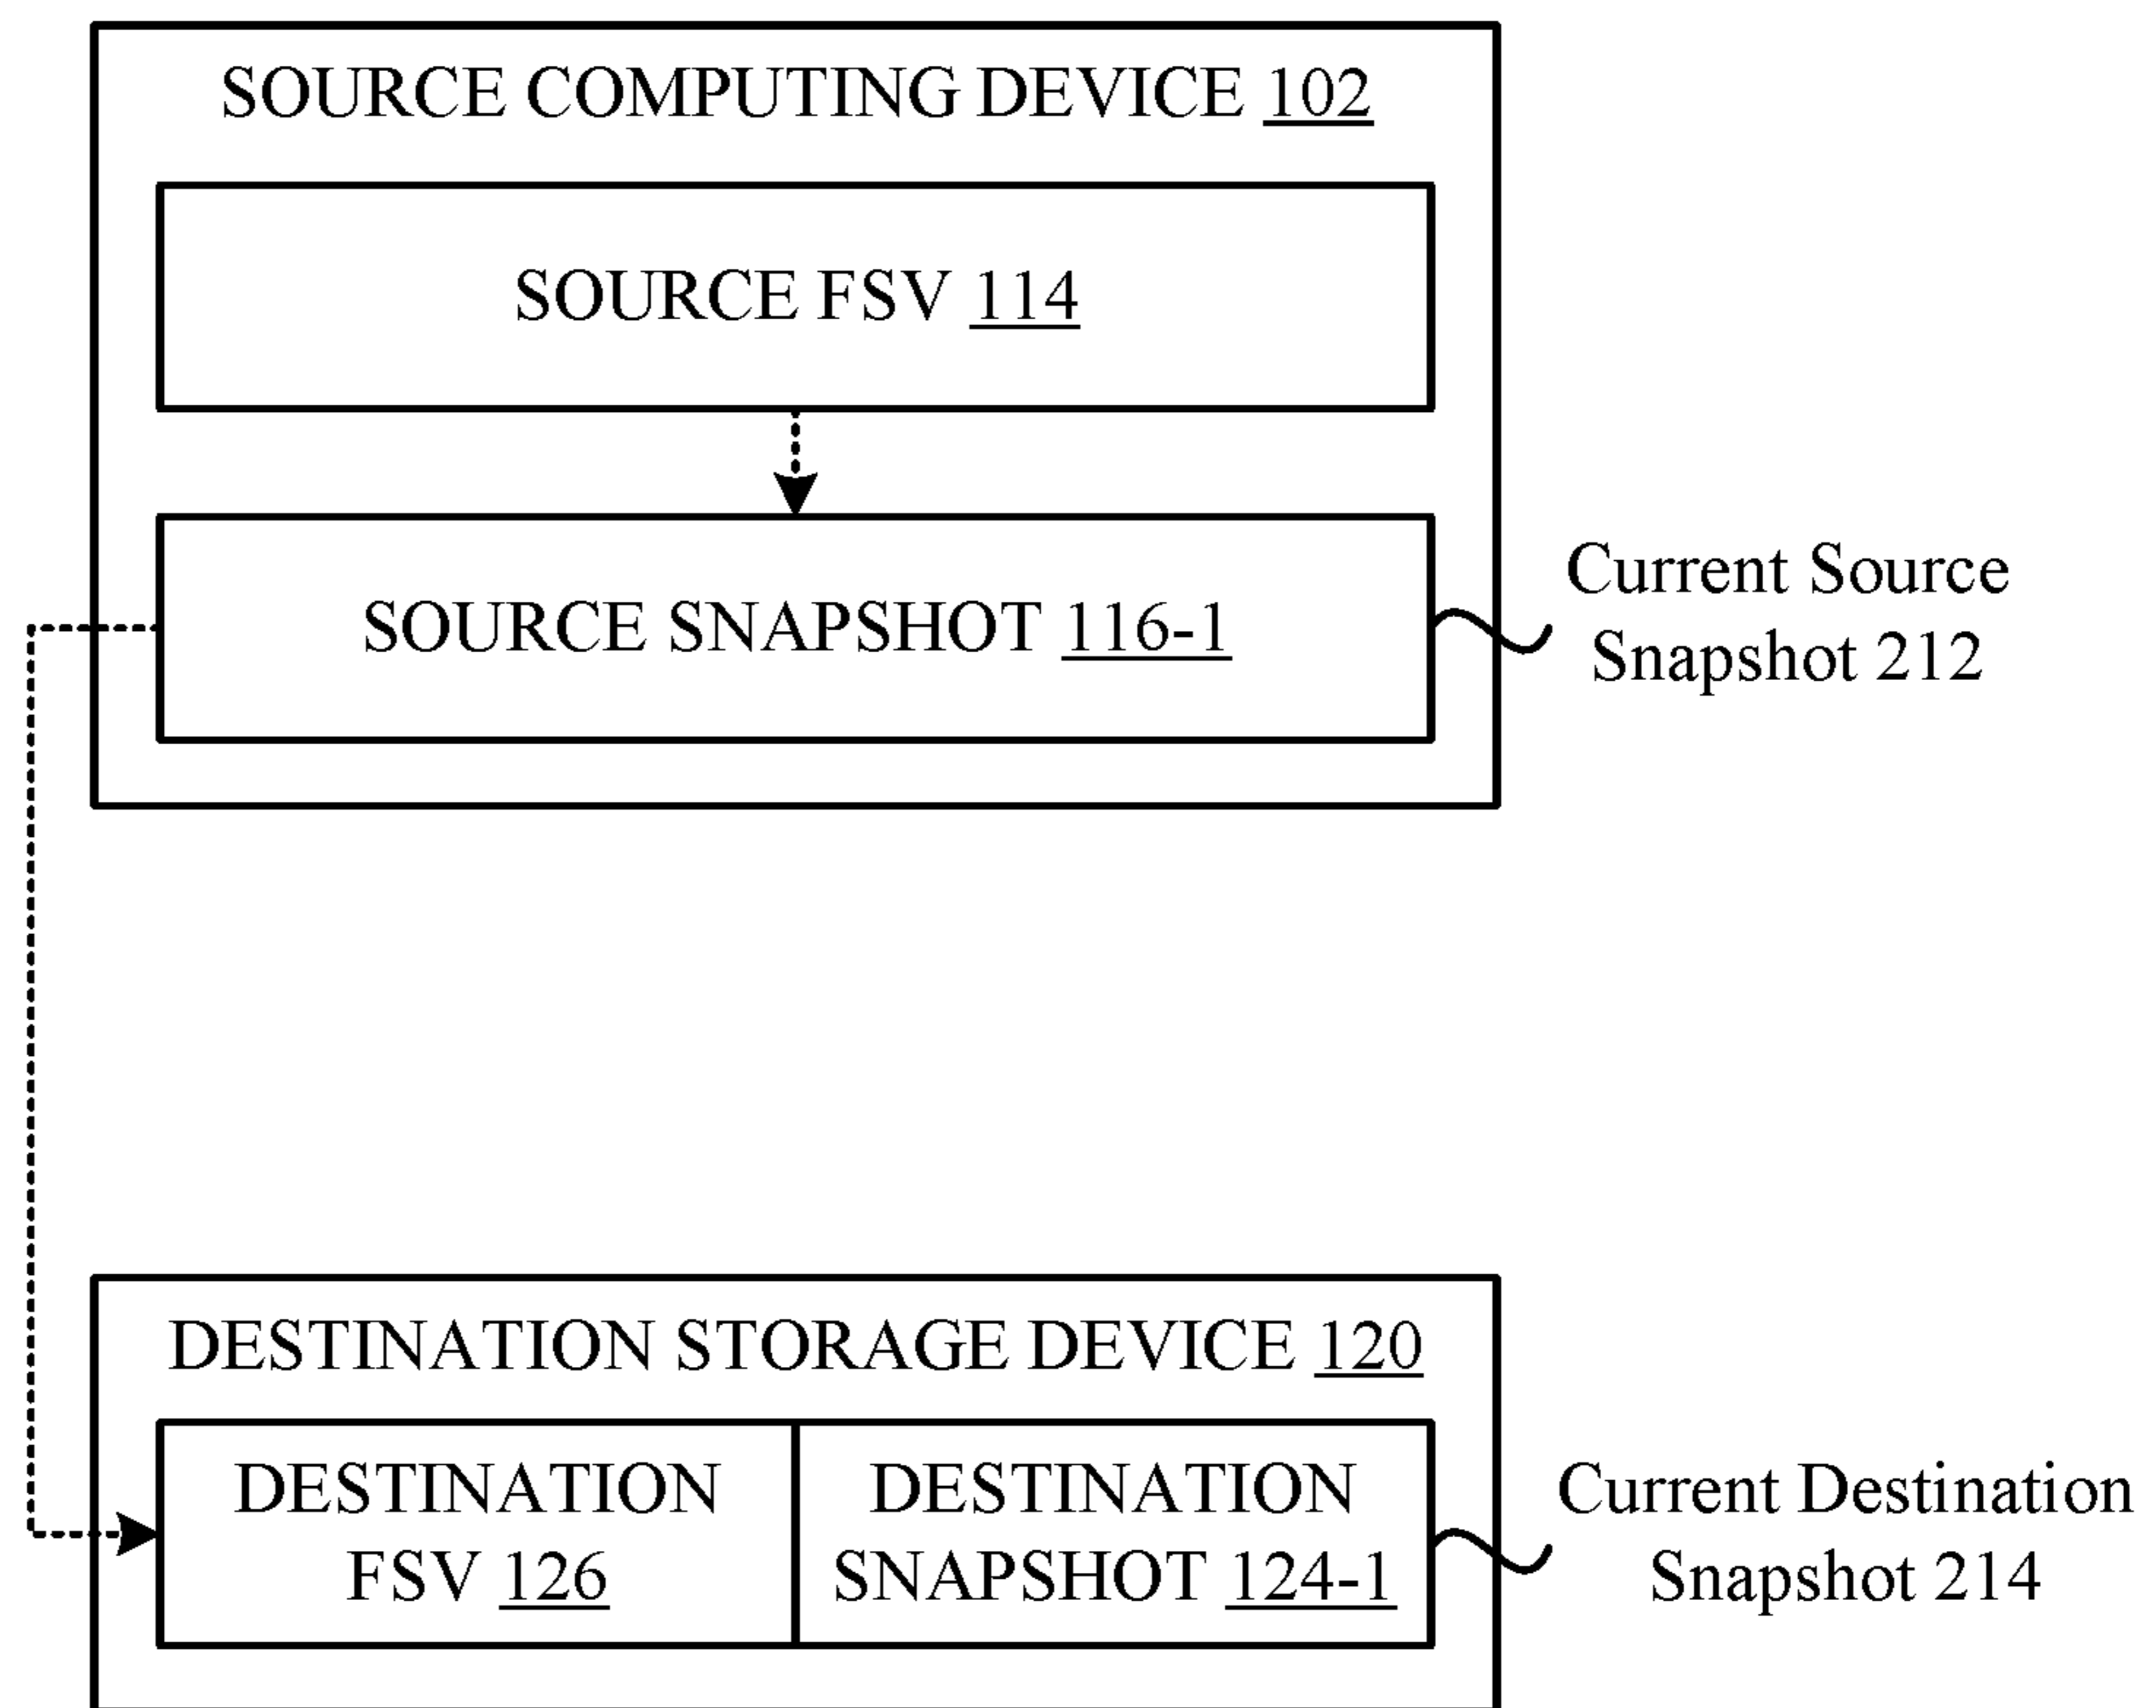 SOURCE COMPUTING DEVICE 102
SOURCE FSV 114
SOURCE SNAPSHOT 116-1
Current Source
Snapshot 212
DESTINATION STORAGE DEVICE 120
DESTINATION
FSV 126
DESTINATION
SNAPSHOT 124-1
Current Destination
Snapshot 214